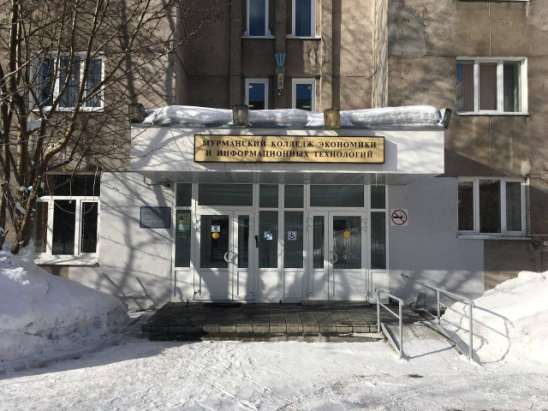 МУРМАНСКИЙ КОЛЛЕДЖ ЭКОНОМИКИ
И ИНФОРМАЦИОННЫХ ТЕХНОЛОГИЙ